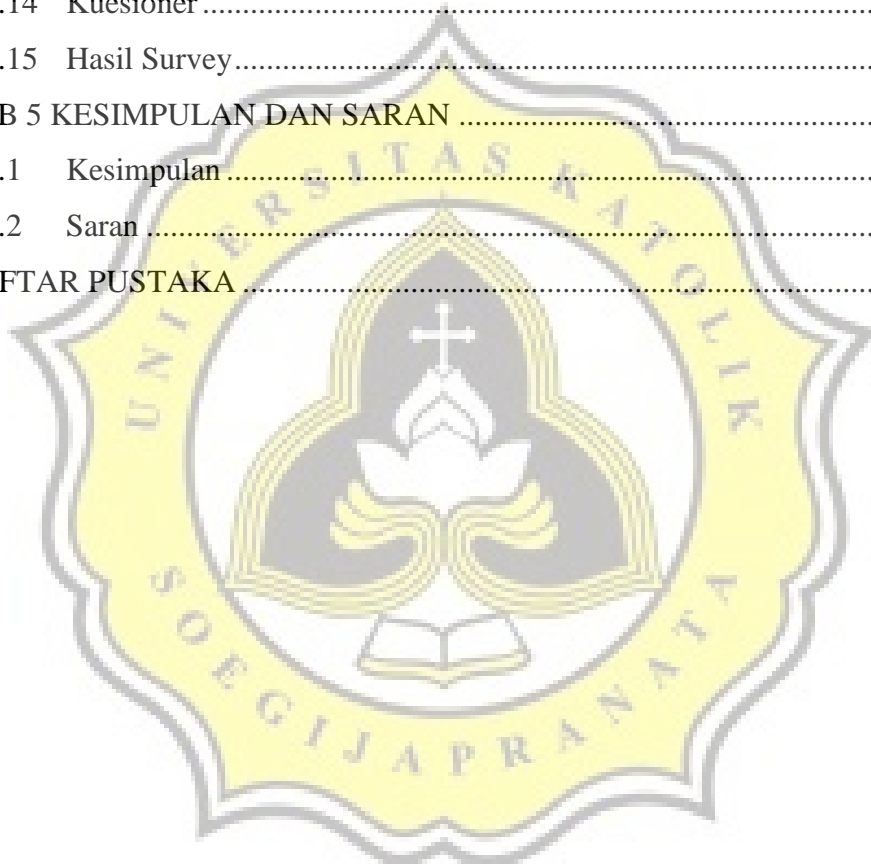 .14 Kuesioner ........................................................................................
.15 Hasil Survey ........................................................................................
B 5 KESIMPULAN DAN SARAN ........................................................................................
.1 Kesimpulan ........................................................................................
.2 Saran ........................................................................................
FTAR PUSTAKA ........................................................................................
UNIVERSITAS KATOLIK
SOEGIJAPRANATA